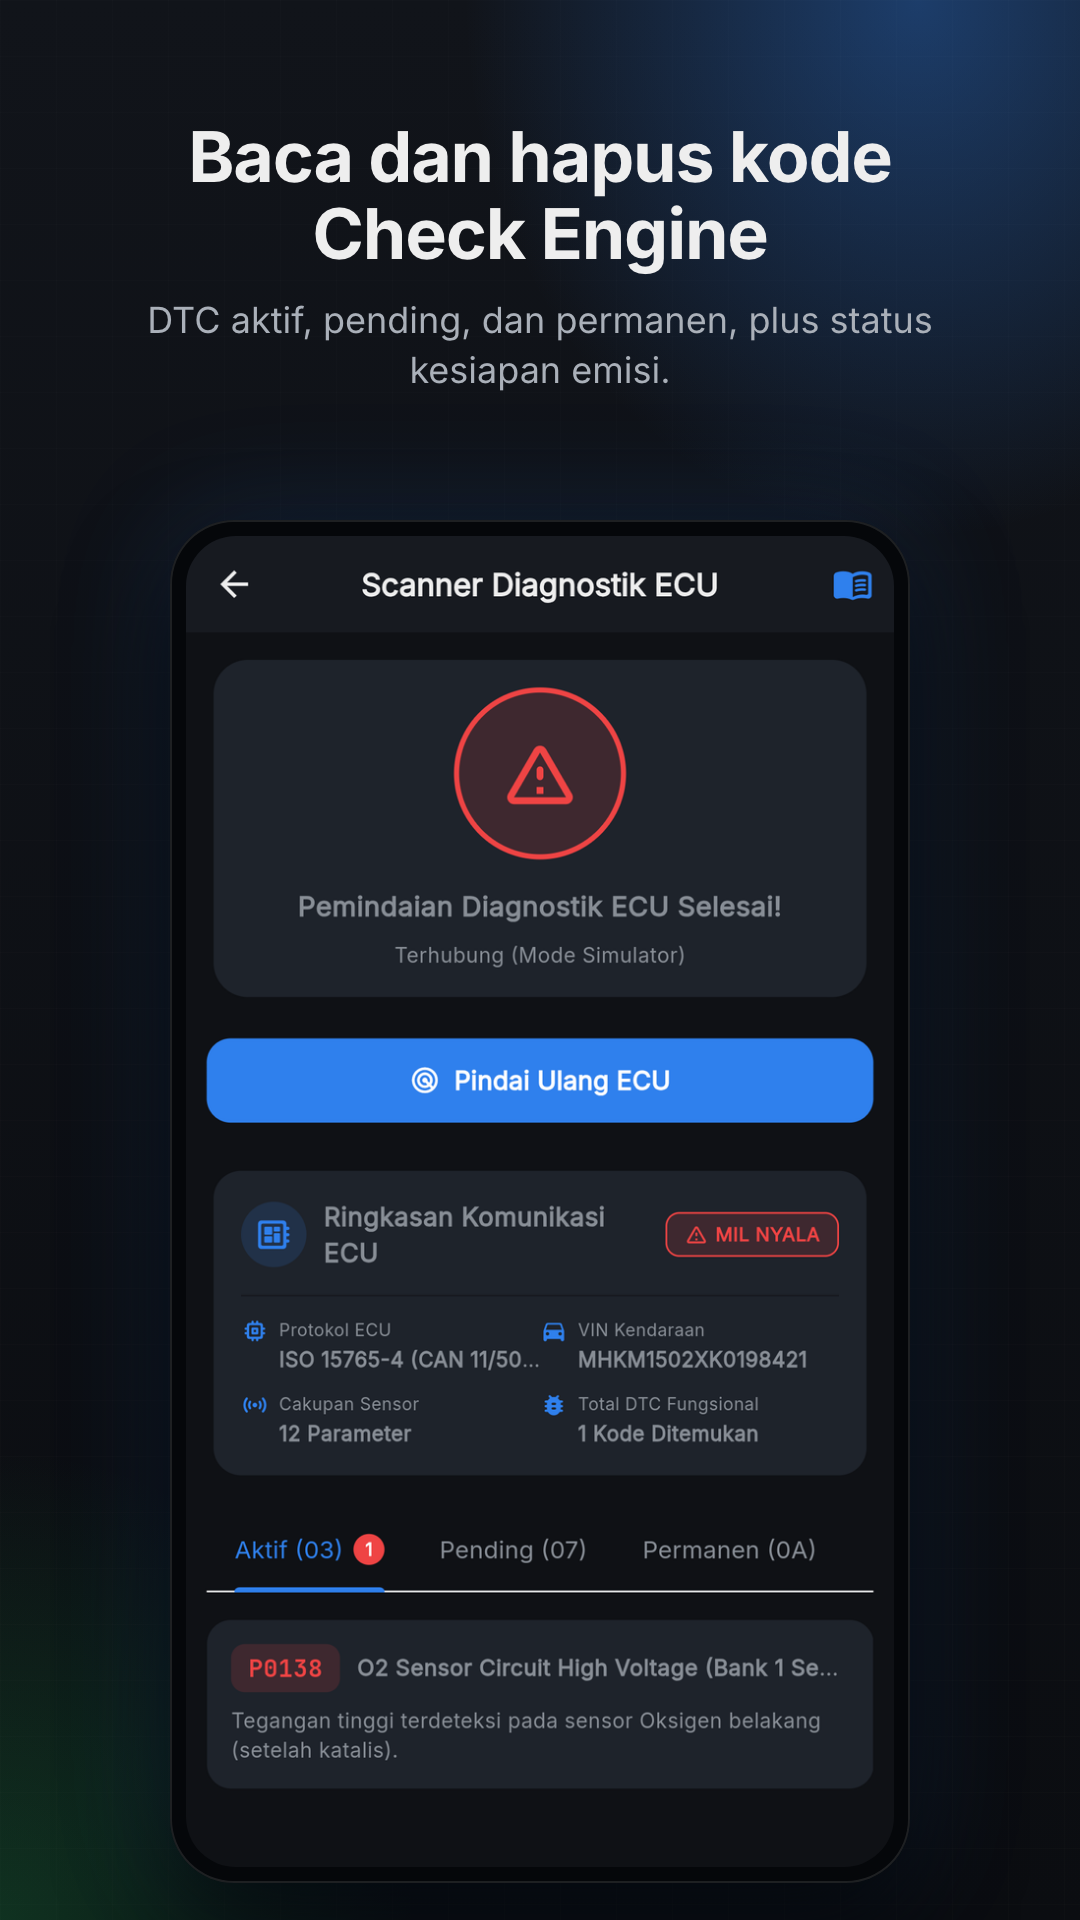 Baca dan hapus kode
Check Engine
DTC aktif, pending, dan permanen, plus status
kesiapan emisi.
Scanner Diagnostik ECU
Pemindaian Diagnostik ECU Selesai!
Terhubung (Mode Simulator)
Pindai Ulang ECU
Ringkasan Komunikasi
ECU
MIL NYALA
Protokol ECU
ISO 15765-4 (CAN 11/50...
VIN Kendaraan
MHKM1502XK0198421
Cakupan Sensor
12 Parameter
Total DTC Fungsional
1 Kode Ditemukan
Aktif (03) 1
Pending (07)
Permanen (0A)
P0138 O2 Sensor Circuit High Voltage (Bank 1 Se...
Tegangan tinggi terdeteksi pada sensor Oksigen belakang
(setelah katalis).